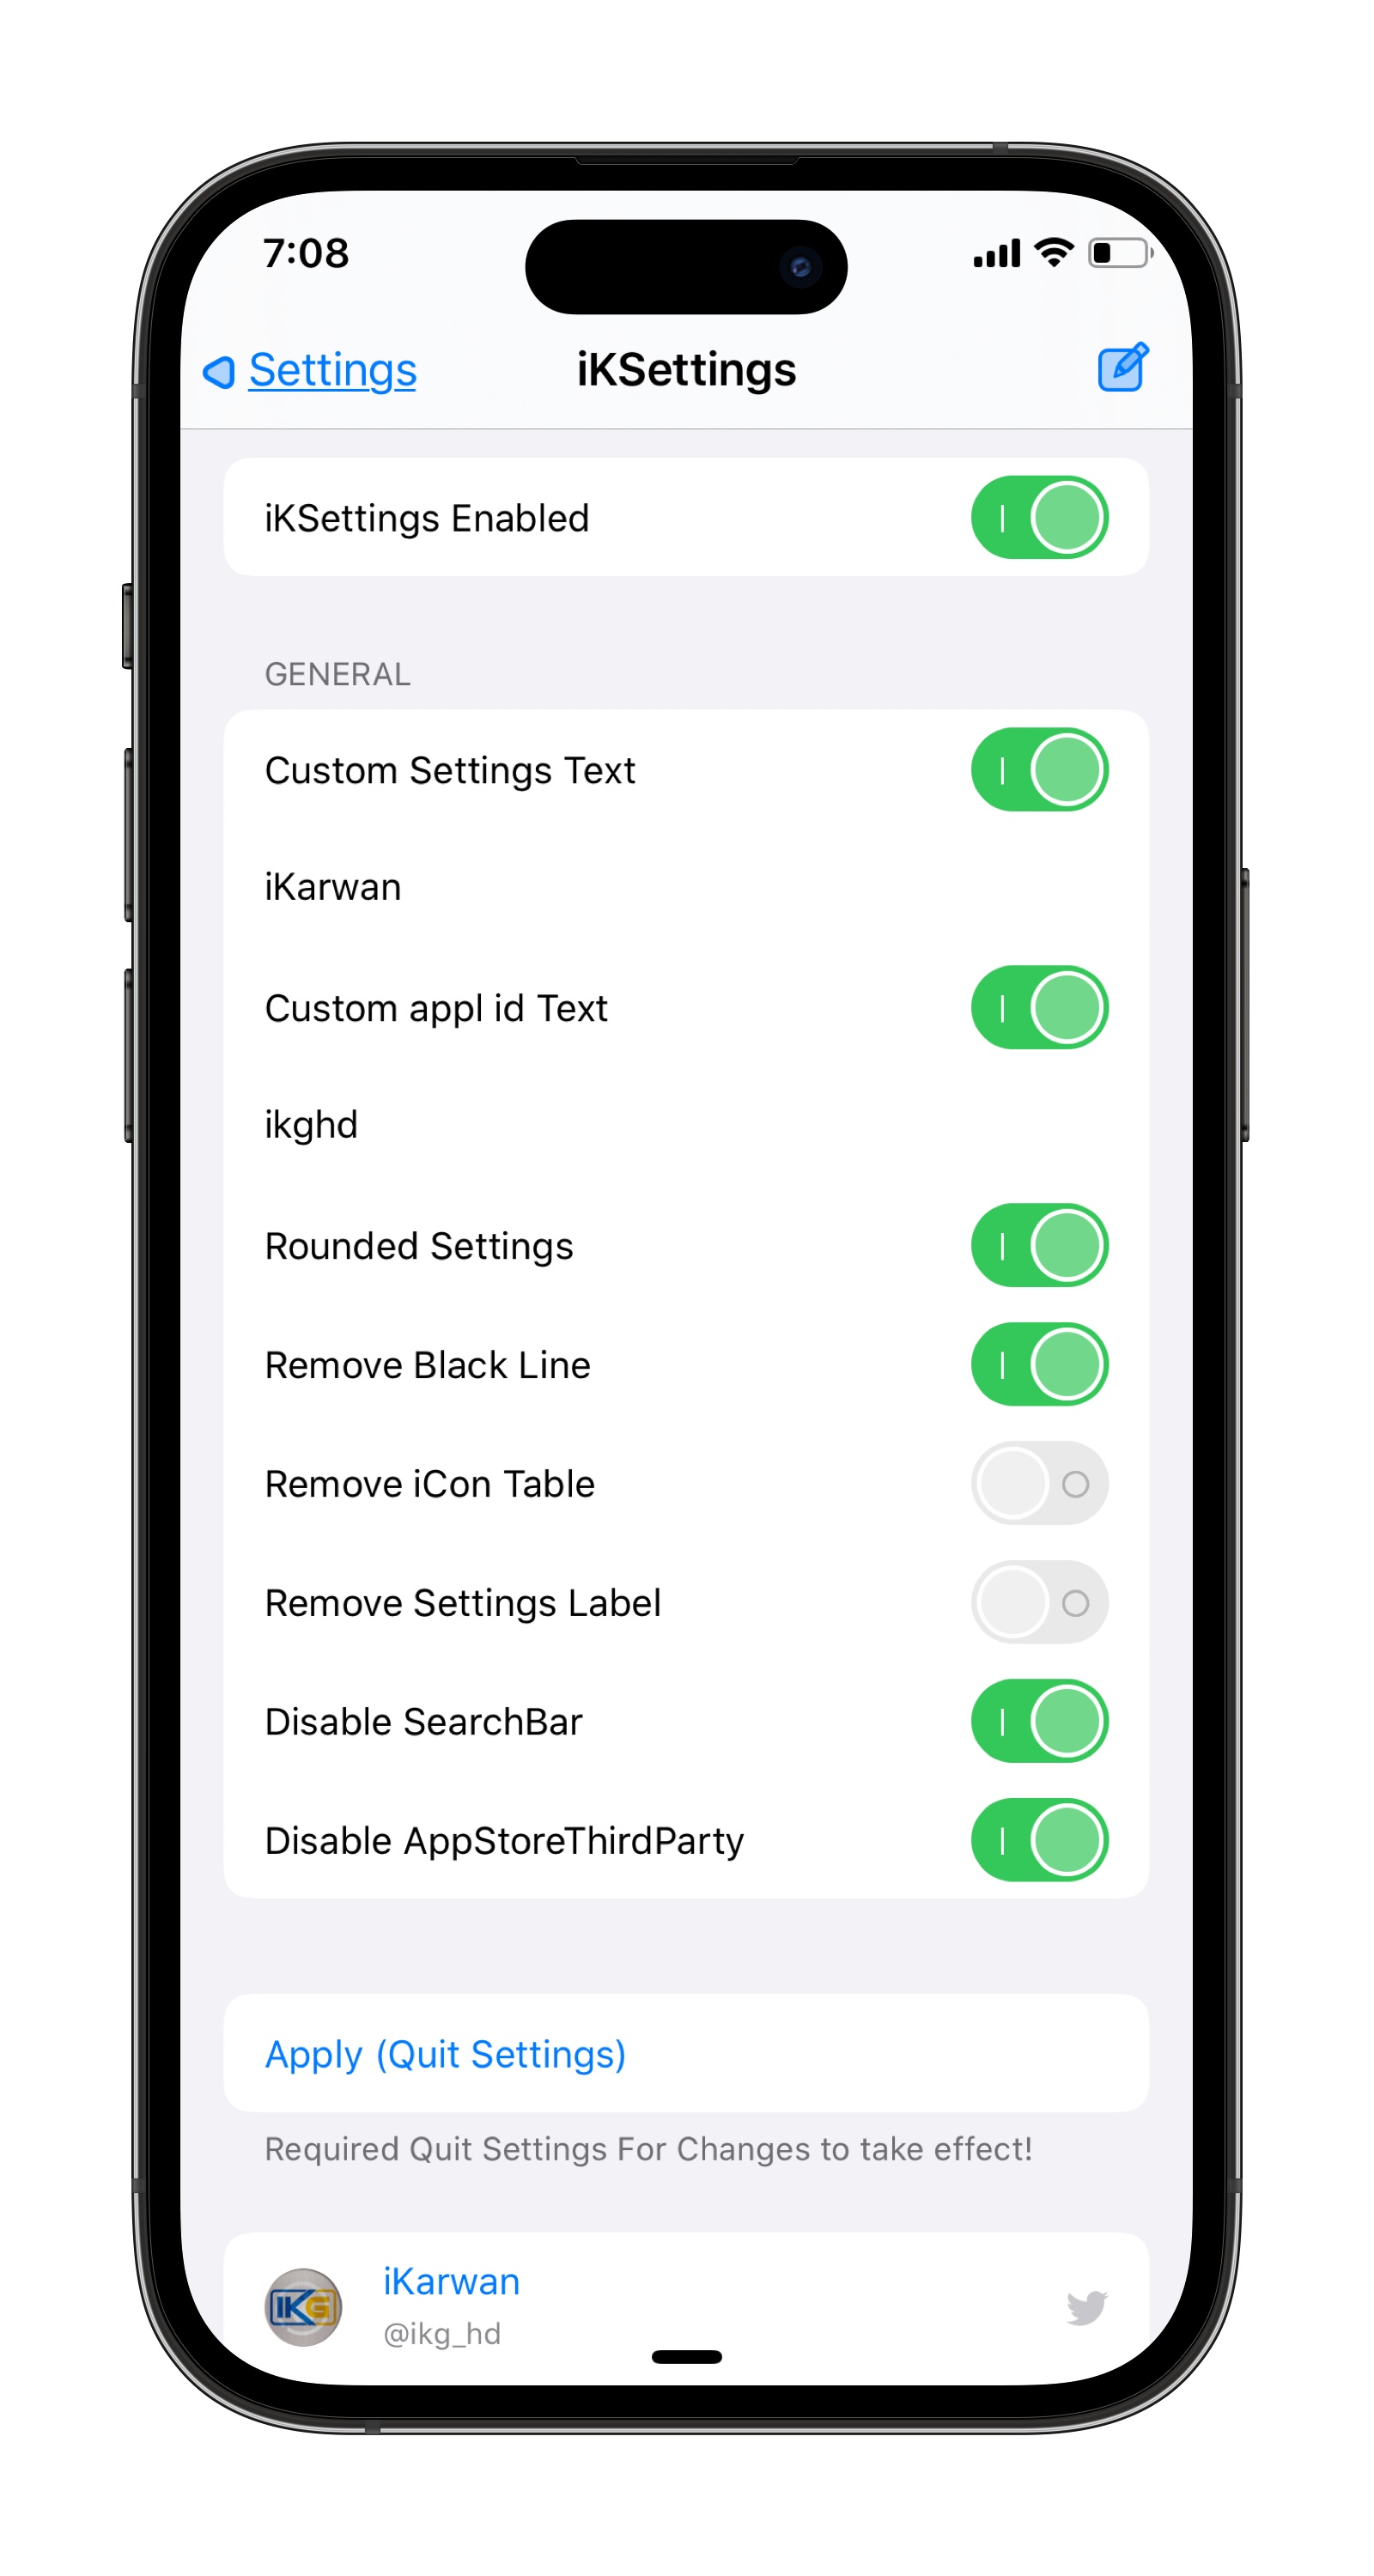 7:08
Settings
iKSettings
iKSettings Enabled
GENERAL
Custom Settings Text
iKarwan
Custom appl id Text
ikghd
Rounded Settings
Remove Black Line
Remove iCon Table
Remove Settings Label
Disable SearchBar
Disable AppStoreThirdParty
Apply (Quit Settings)
Required Quit Settings For Changes to take effect!
IKG
iKarwan
@ikg_hd